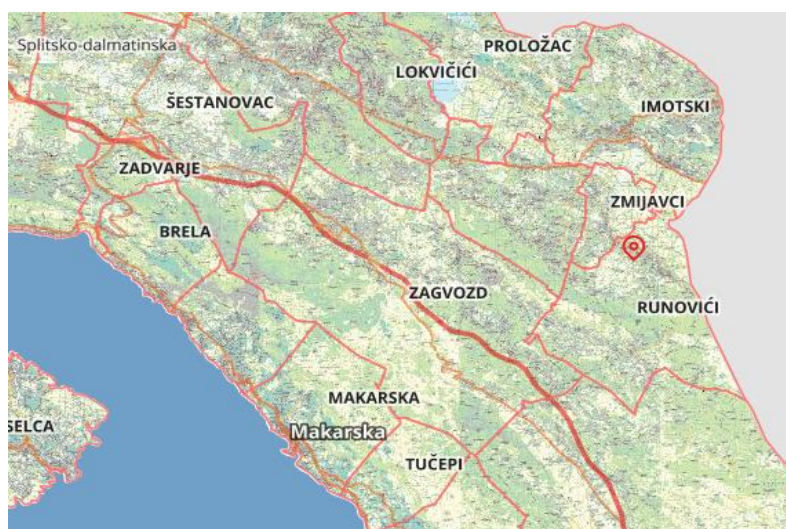 PROLOŽAC
Splitsko-dalmatinska
LOKVIČIĆI
ŠESTANOVAC
IMOTSKI
ZADVARJE
ZMIJAVCI
BRELA
ZAGVOZD
RUNOVIĆI
MAKARSKA
SELCA
Makarska
TUČEPI